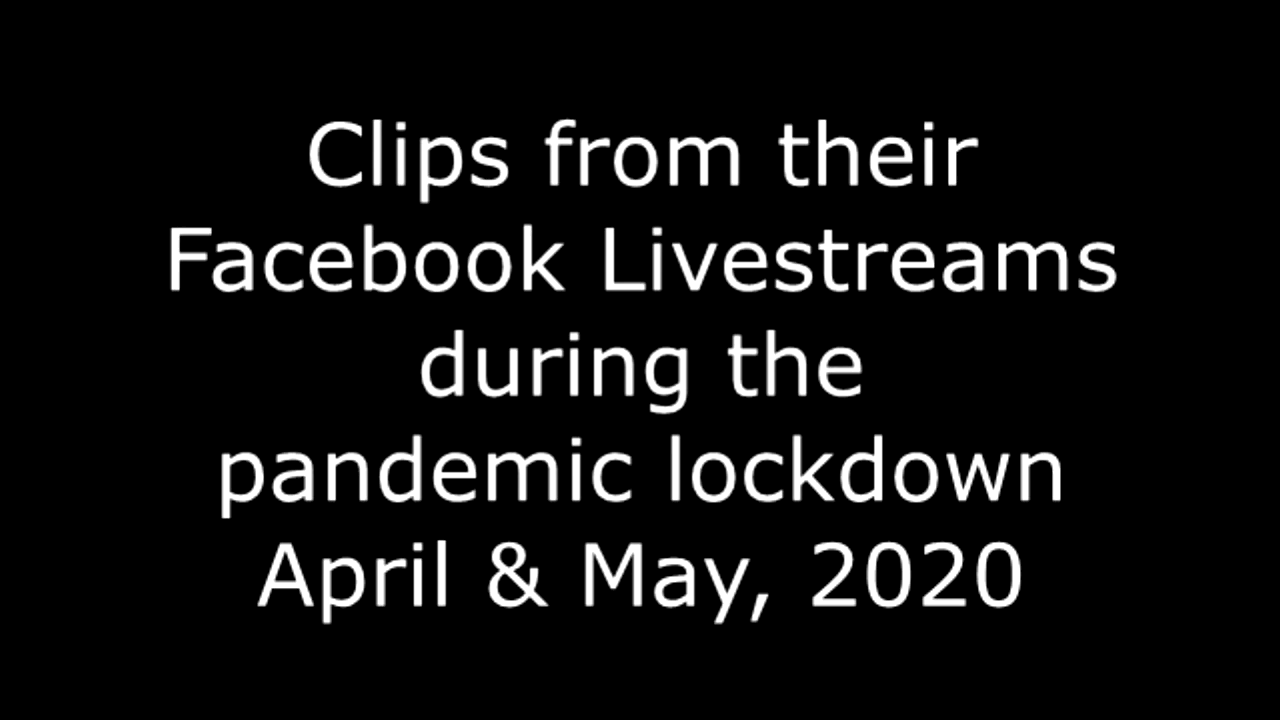 Clips from their
Facebook Livestreams
during the
pandemic lockdown
April & May, 2020